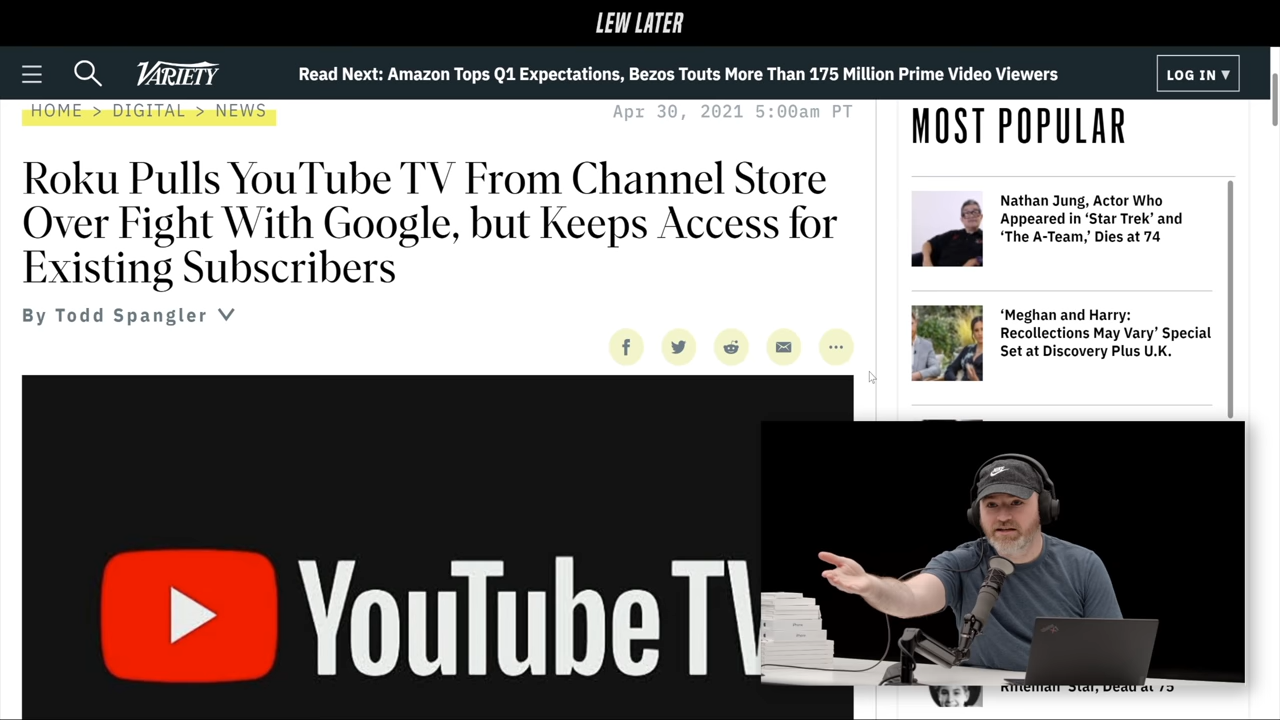 LEW LATER
VARIETY
Read Next: Amazon Tops Q1 Expectations, Bezos Touts More Than 175 Million Prime Video Viewers
LOG IN
HOME > DIGITAL > NEWS
Apr 30, 2021 5:00am PT
Roku Pulls YouTube TV From Channel Store
Over Fight With Google, but Keeps Access for
Existing Subscribers
By Todd Spangler
YouTube TV
MOST POPULAR
Nathan Jung, Actor Who
Appeared in ‘Star Trek’ and
‘The A-Team,’ Dies at 74
‘Meghan and Harry:
Recollections May Vary’ Special
Set at Discovery Plus U.K.
Rifleman’ Star, Dead at 75